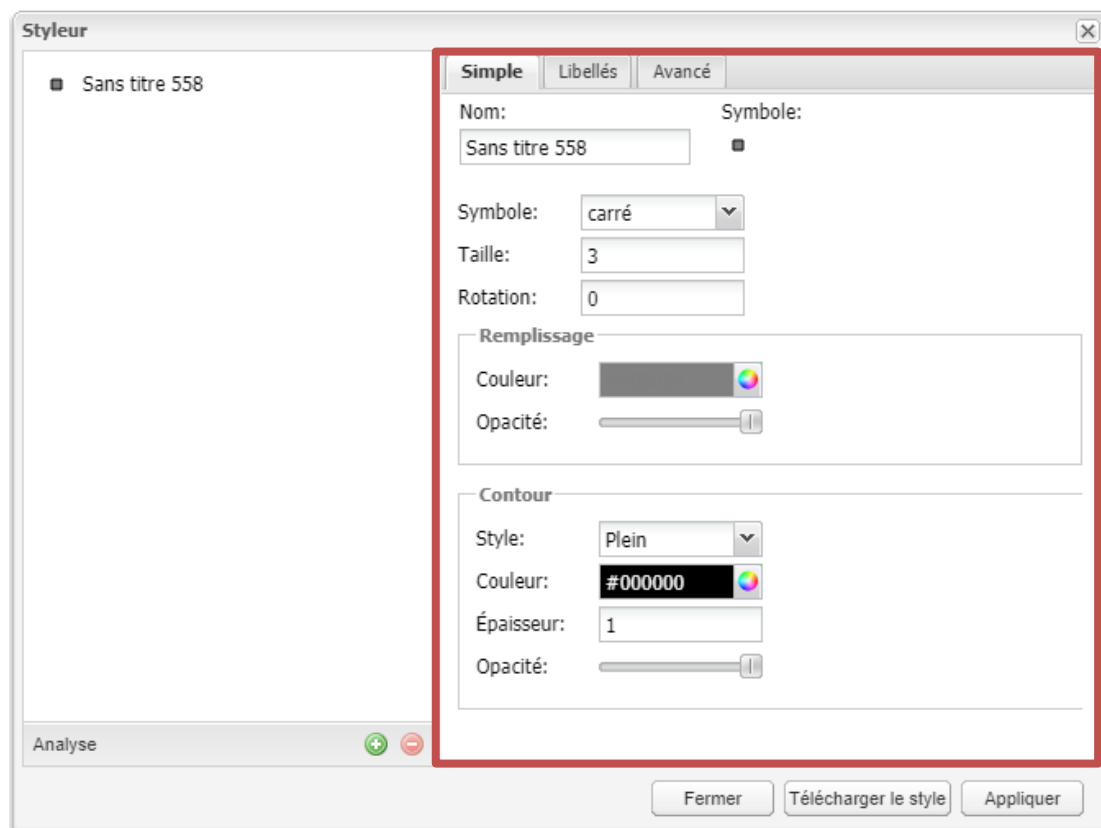 Styleur
Sans titre 558
Simple Libellés Avancé
Nom: Symbole:
Sans titre 558
Symbole: carré
Taille: 3
Rotation: 0
Remplissage
Couleur:
Opacité:
Contour
Style: Plein
Couleur: #000000
Épaisseur: 1
Opacité:
Analyse
Fermer Télécharger le style Appliquer